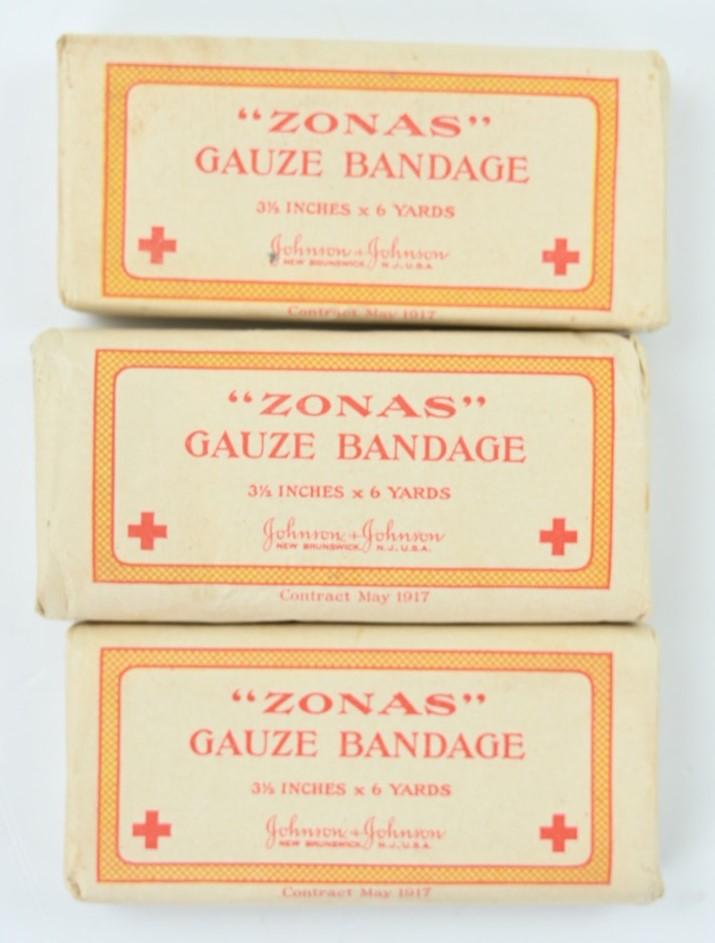 “ZONAS”
GAUZE BANDAGE
3½ INCHES x 6 YARDS
Johnson & Johnson
NEW BRUNSWICK, N.J., U.S.A.
Contract May 1917
“ZONAS”
GAUZE BANDAGE
3½ INCHES x 6 YARDS
Johnson & Johnson
NEW BRUNSWICK, N.J., U.S.A.
Contract May 1917
“ZONAS”
GAUZE BANDAGE
3½ INCHES x 6 YARDS
Johnson & Johnson
NEW BRUNSWICK, N.J., U.S.A.
Contract May 1917